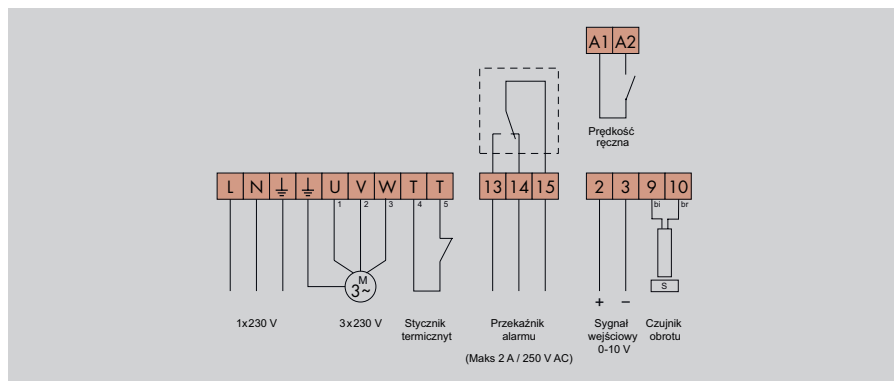 A1 A2
Prędkość
ręczna
L N U V W T T
1 2 3 4 5
13 14 15
2 3 9 10
bi br
M
3~
S
+ −
1x230 V
3x230 V
Stycznik
termicznyt
Przekaźnik
alarmu
(Maks 2 A / 250 V AC)
Sygnał
wejściowy
0-10 V
Czujnik
obrotu